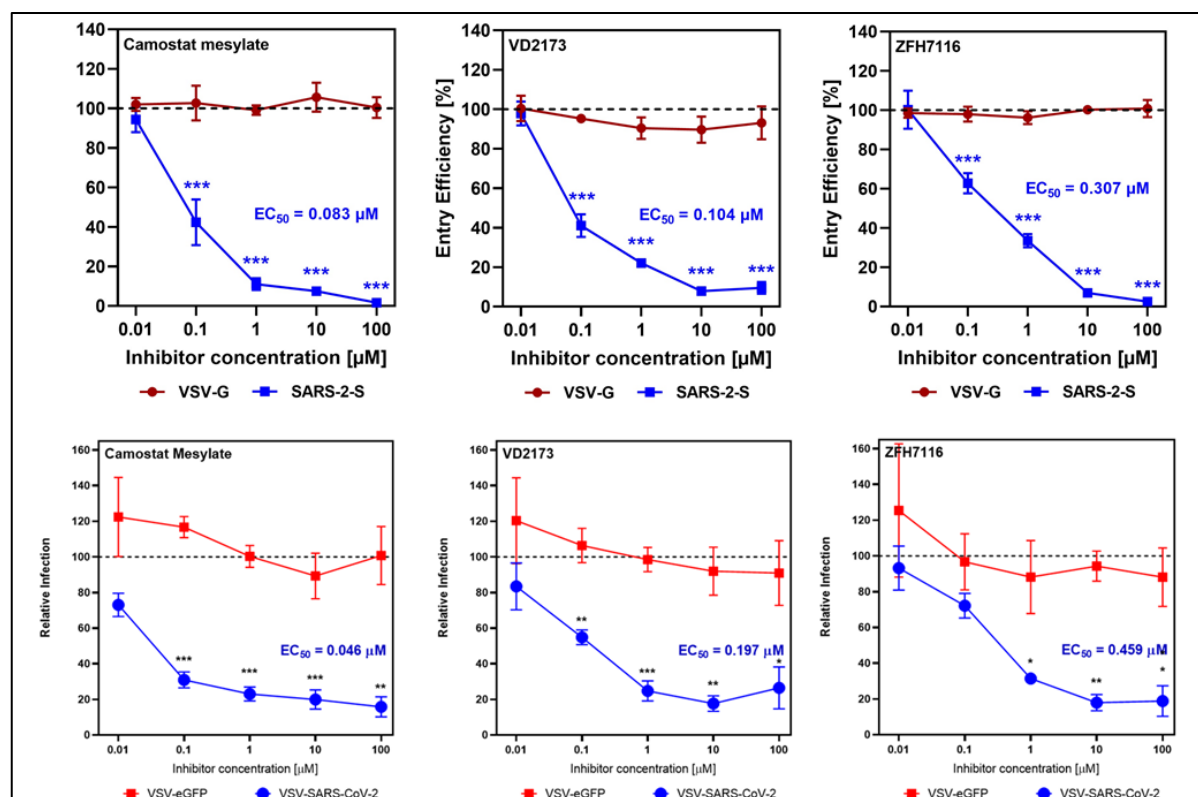 Camostat mesylate
140
120
100
80
60
40
20
0
***
***
***
***
EC50 = 0.083 µM
0.01 0.1 1 10 100
Inhibitor concentration [µM]
VSV-G SARS-2-S
VD2173
Entry Efficiency [%]
140
120
100
80
60
40
20
0
***
***
***
***
EC50 = 0.104 µM
0.01 0.1 1 10 100
Inhibitor concentration [µM]
VSV-G SARS-2-S
ZFH7116
Entry Efficiency [%]
140
120
100
80
60
40
20
0
***
***
***
***
EC50 = 0.307 µM
0.01 0.1 1 10 100
Inhibitor concentration [µM]
VSV-G SARS-2-S
Camostat Mesylate
Relative Infection
160
140
120
100
80
60
40
20
0
***
***
***
**
EC50 = 0.046 µM
0.01 0.1 1 10 100
Inhibitor concentration [µM]
VSV-eGFP VSV-SARS-CoV-2
VD2173
Relative Infection
160
140
120
100
80
60
40
20
0
**
***
**
*
EC50 = 0.197 µM
0.01 0.1 1 10 100
Inhibitor concentration [µM]
VSV-eGFP VSV-SARS-CoV-2
ZFH7116
Relative Infection
160
140
120
100
80
60
40
20
0
*
**
*
*
EC50 = 0.459 µM
0.01 0.1 1 10 100
Inhibitor concentration [µM]
VSV-eGFP VSV-SARS-CoV-2